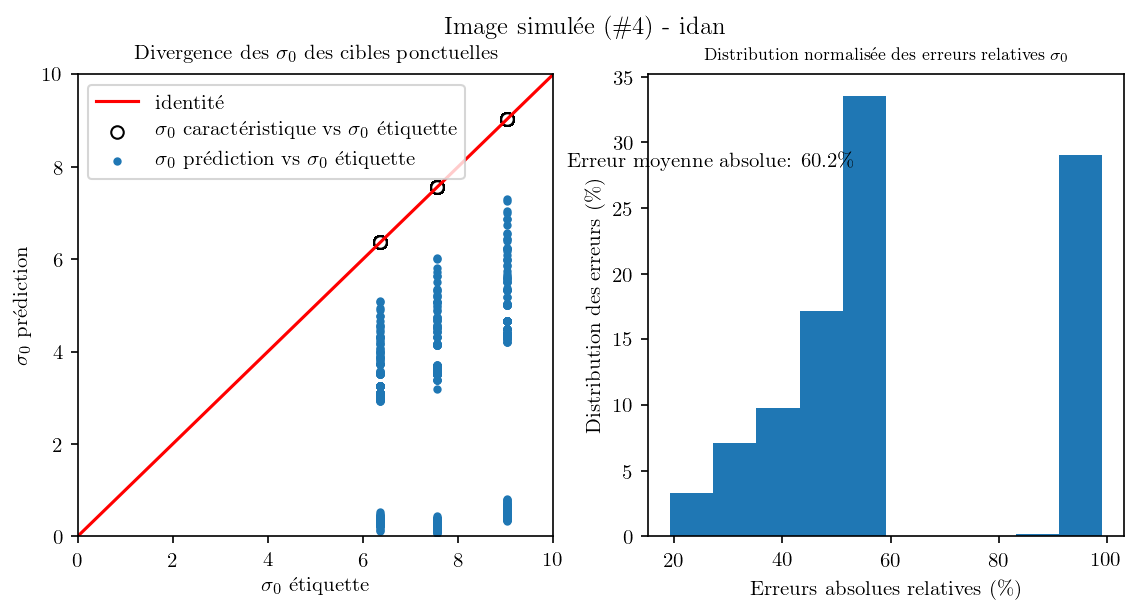 Image simulée (#4) - idan
Divergence des σ0 des cibles ponctuelles
identité
σ0 caractéristique vs σ0 étiquette
σ0 prédiction vs σ0 étiquette
10
8
6
4
2
0
σ0 prédiction
0 2 4 6 8 10
σ0 étiquette
Distribution normalisée des erreurs relatives σ0
Erreur moyenne absolue: 60.2%
35
30
25
20
15
10
5
0
Distribution des erreurs (%)
20 40 60 80 100
Erreurs absolues relatives (%)